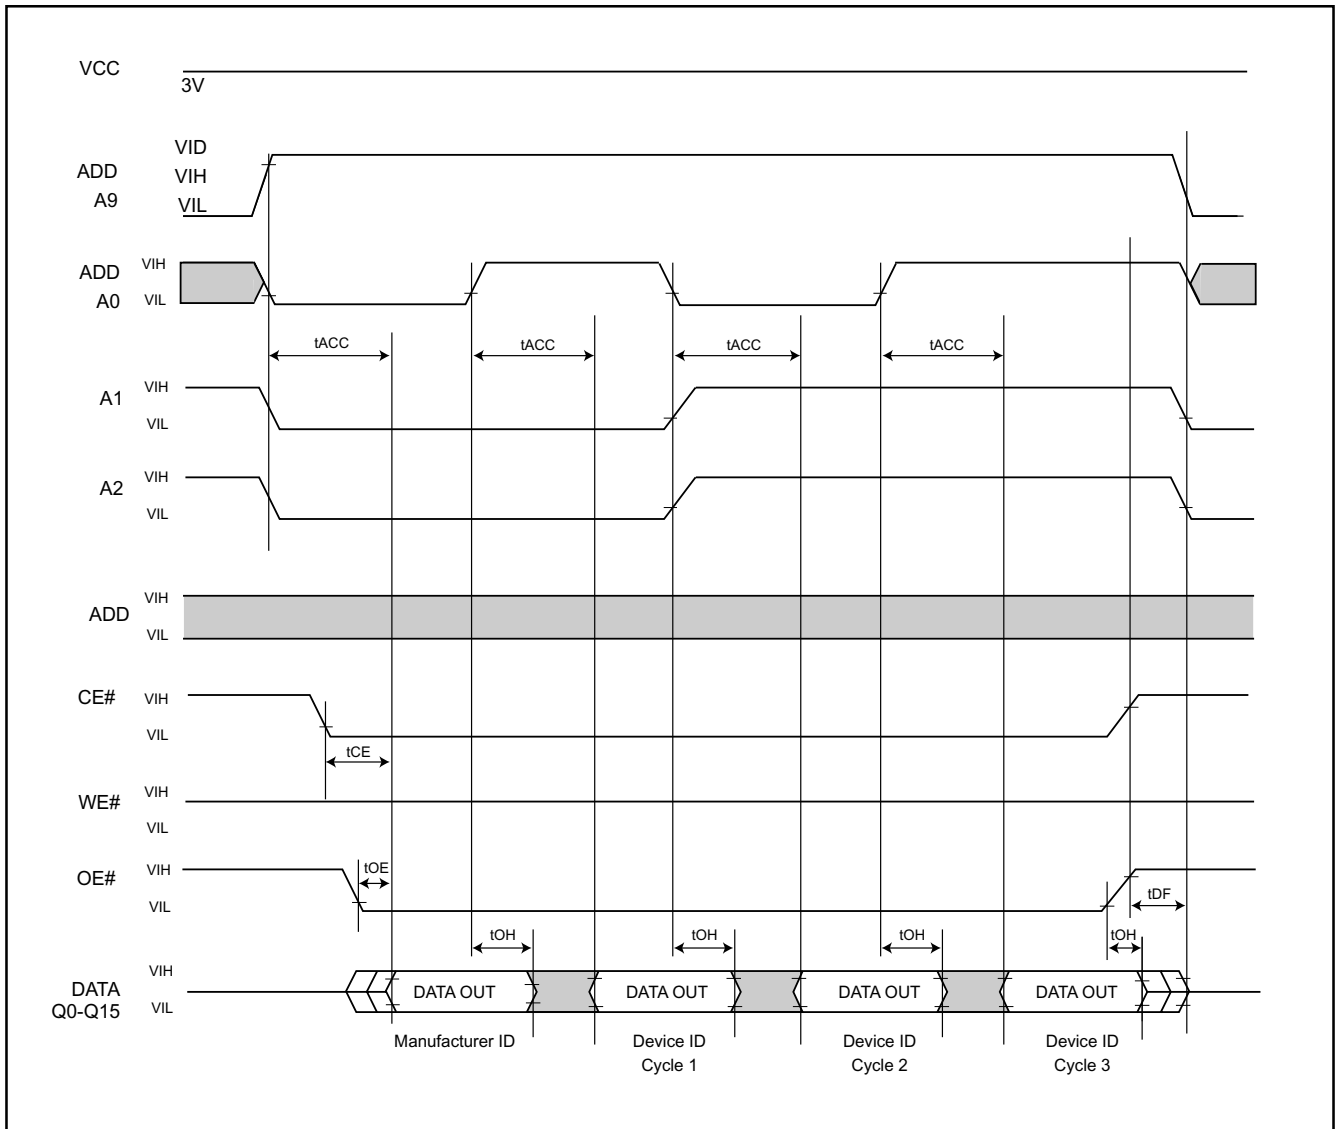 VCC
3V
VID
ADD VIH
A9 VIL
ADD VIH
A0 VIL
tACC tACC tACC tACC
A1 VIH
VIL
A2 VIH
VIL
ADD VIH
VIL
CE# VIH
VIL
tCE
WE# VIH
VIL
OE# VIH
tOE
VIL
tDF
tOH tOH tOH tOH
DATA VIH
Q0-Q15 VIL
DATA OUT DATA OUT DATA OUT DATA OUT
Manufacturer ID Device ID Device ID Device ID
Cycle 1 Cycle 2 Cycle 3